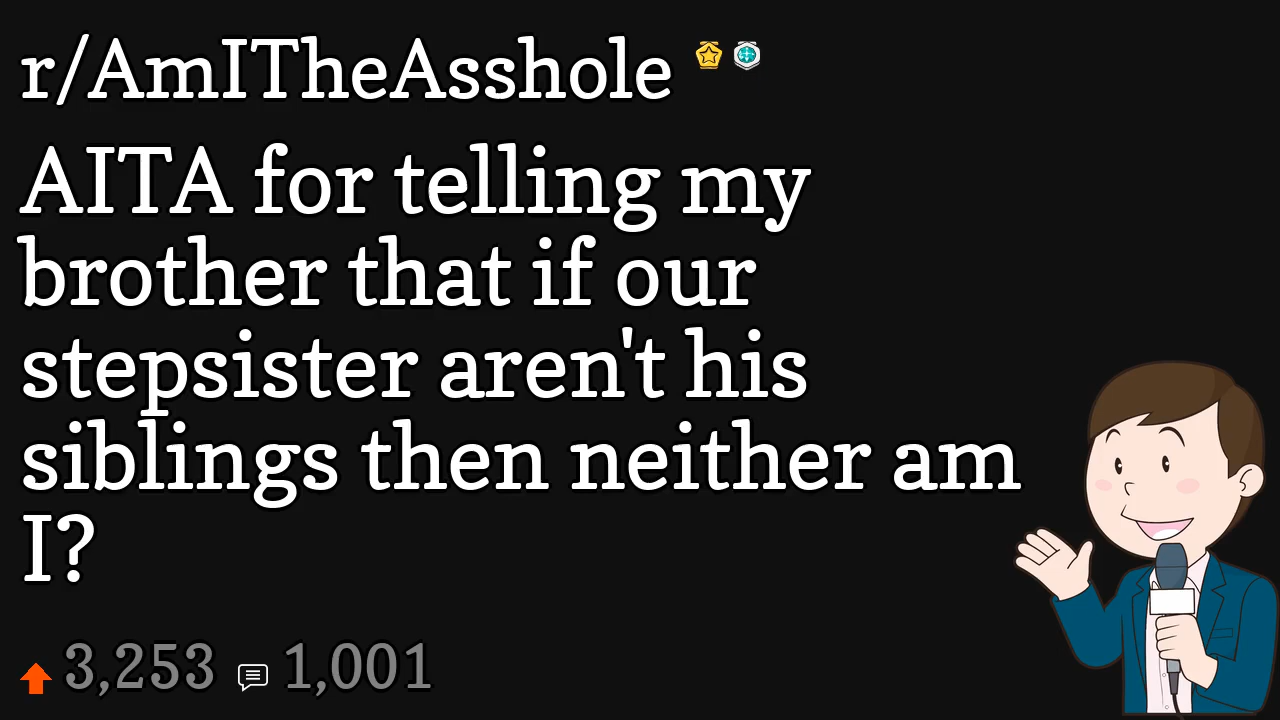 r/AmITheAsshole
AITA for telling my
brother that if our
stepsister aren't his
siblings then neither am
I?
3,253 1,001